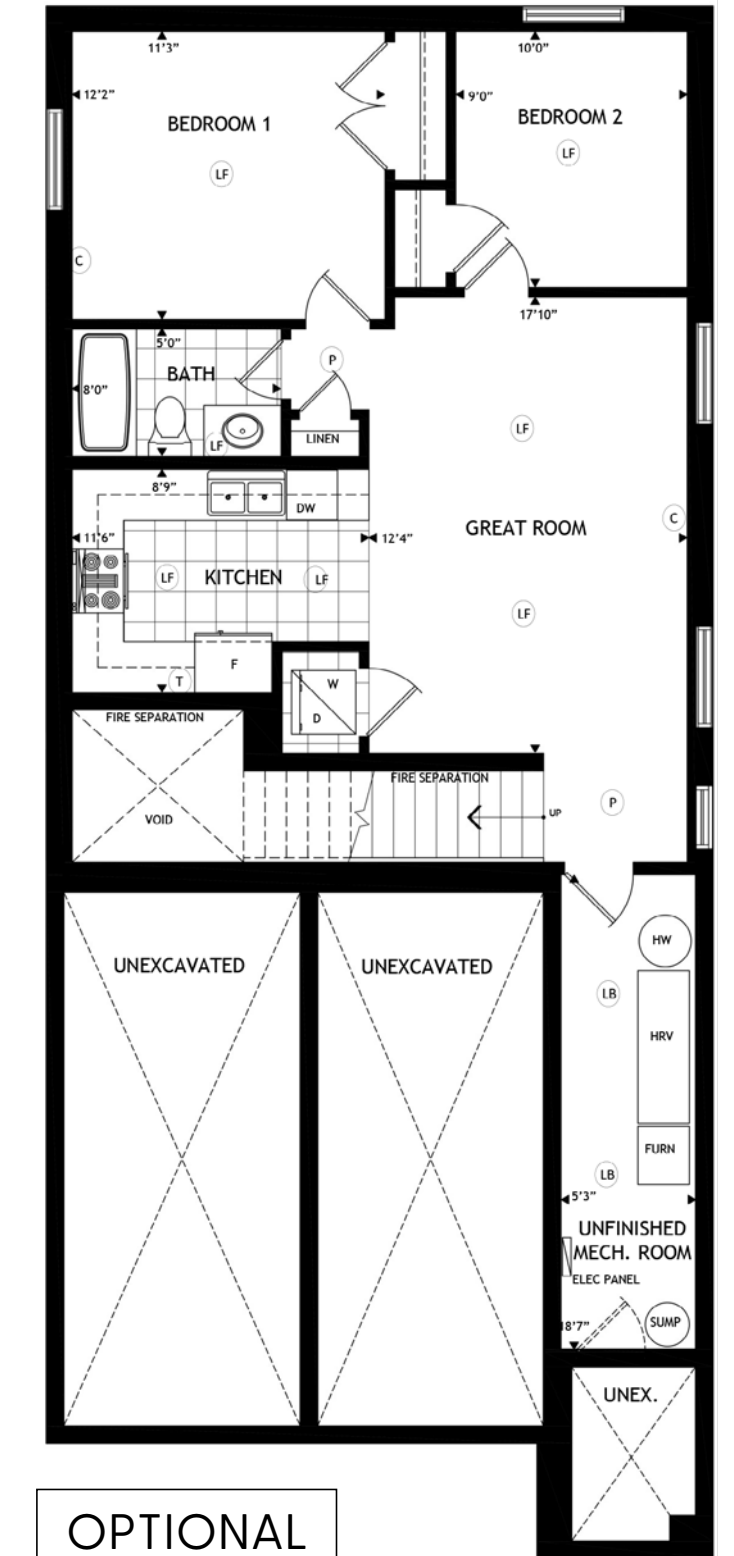 11'3"
10'0"
12'2"
9'0"
BEDROOM 1
BEDROOM 2
LF
LF
C
17'10"
5'0"
P
BATH
8'0"
LF
LINEN
LF
8'9"
DW
C
11'6"
12'4"
GREAT ROOM
LF
KITCHEN
LF
LF
F
T
W
D
FIRE SEPARATION
FIRE SEPARATION
VOID
UP
P
UNEXCAVATED
UNEXCAVATED
HW
LB
HRV
FURN
LB
5'3"
UNFINISHED
MECH. ROOM
ELEC PANEL
18'7"
SUMP
UNEX.
OPTIONAL